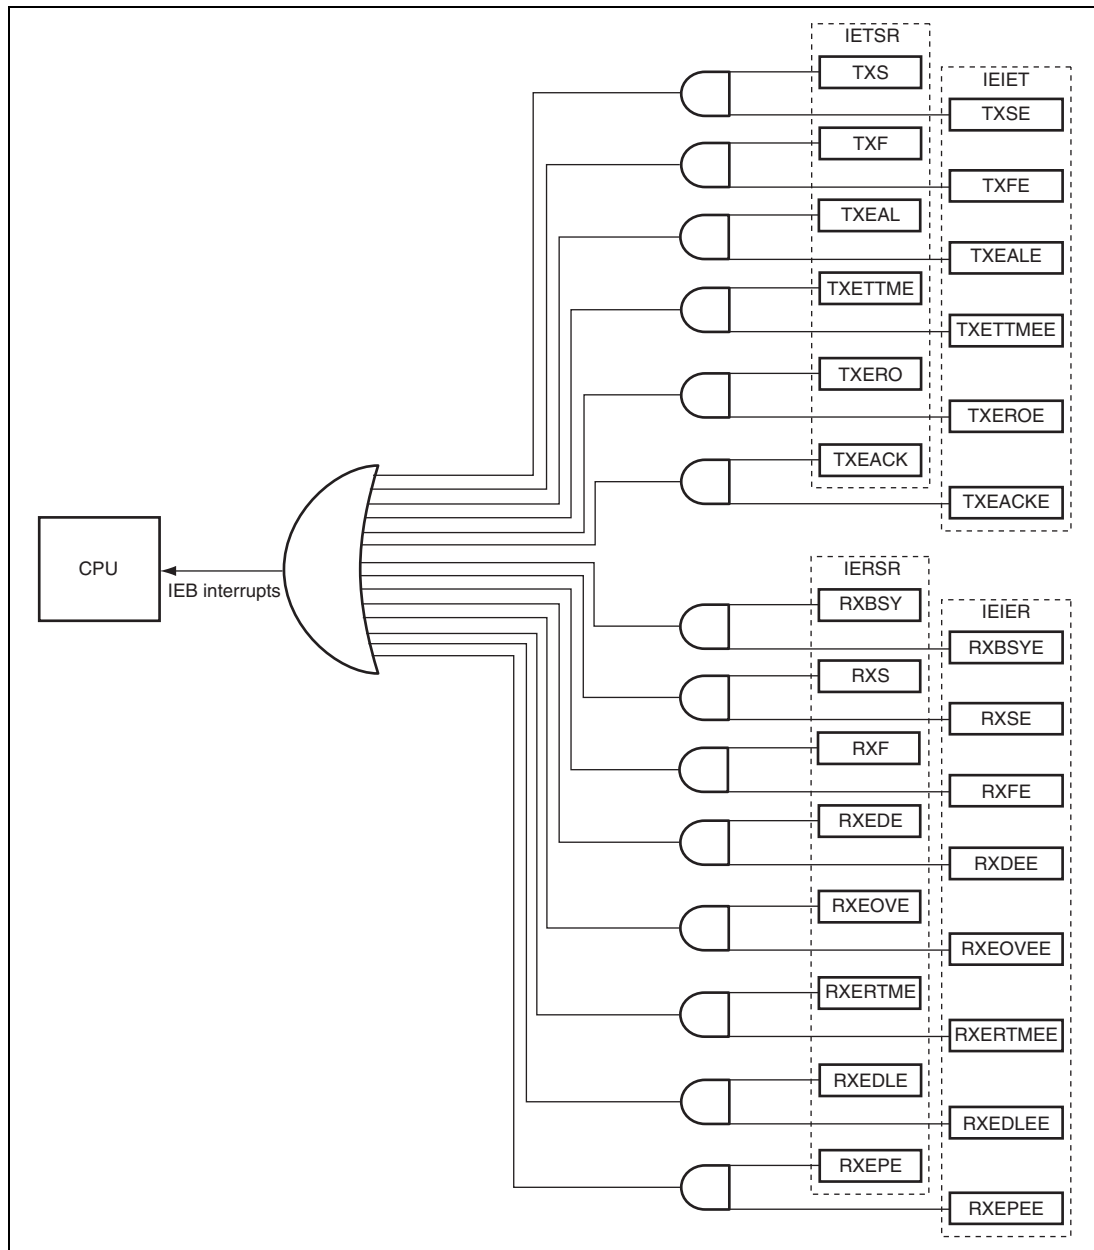 IETSR
TXS
IEIET
TXSE
TXF
TXFE
TXEAL
TXEALE
TXETTME
TXETTMEE
TXERO
TXEROE
TXEACK
TXEACKE
CPU
IEB interrupts
IERSR
RXBSY
IEIER
RXBSYE
RXS
RXSE
RXF
RXFE
RXEDE
RXDEE
RXEOVE
RXEOVEE
RXERTME
RXERTMEE
RXEDLE
RXEDLEE
RXEPE
RXEPEE